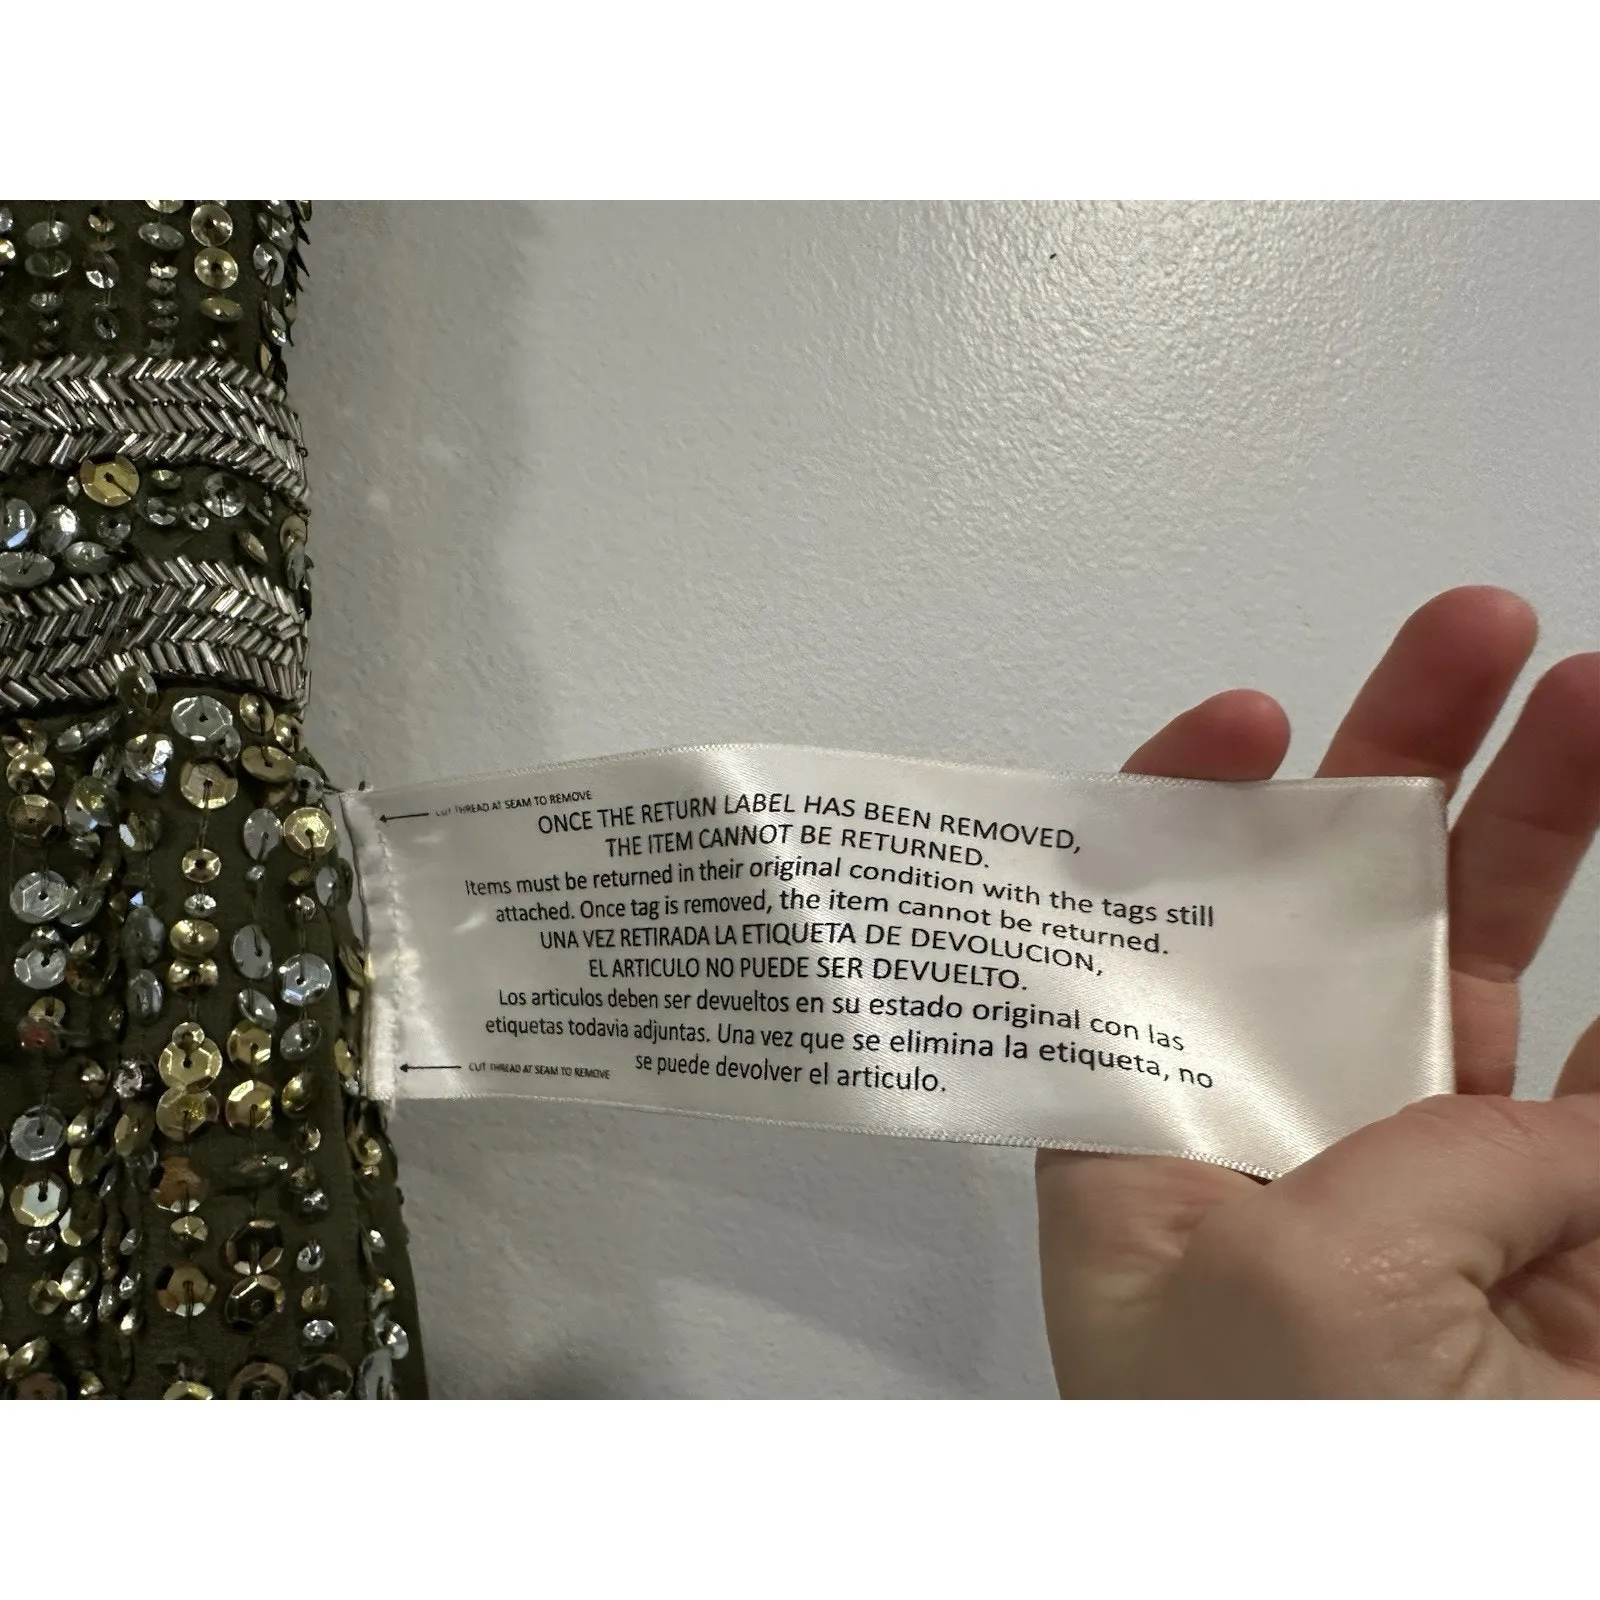 CUT THREAD AT SEAM TO REMOVE
ONCE THE RETURN LABEL HAS BEEN REMOVED,
THE ITEM CANNOT BE RETURNED.
Items must be returned in their original condition with the tags still
attached. Once tag is removed, the item cannot be returned.
UNA VEZ RETIRADA LA ETIQUETA DE DEVOLUCION,
EL ARTICULO NO PUEDE SER DEVUELTO.
Los articulos deben ser devueltos en su estado original con las
etiquetas todavia adjuntas. Una vez que se elimina la etiqueta, no
se puede devolver el articulo.
CUT THREAD AT SEAM TO REMOVE